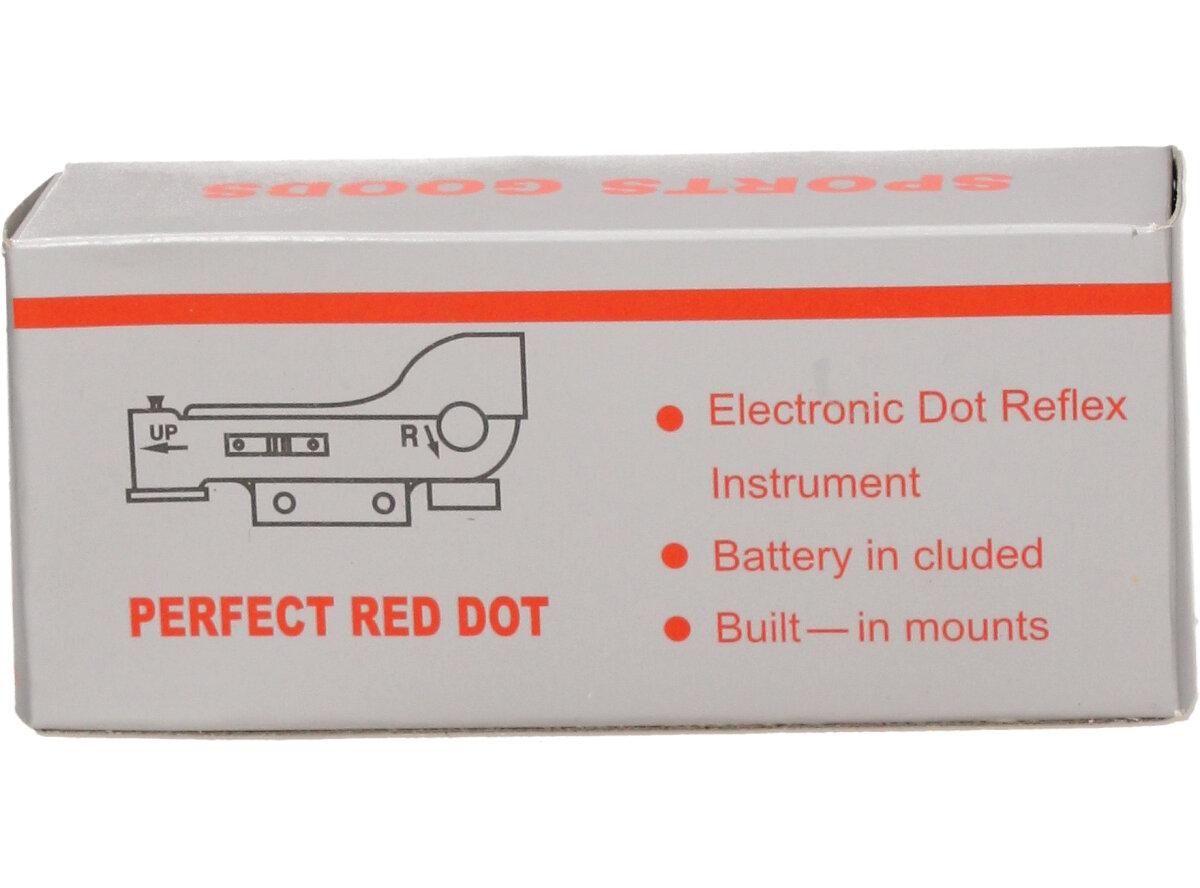 SPORTS GOODS
UP
R
PERFECT RED DOT
● Electronic Dot Reflex
Instrument
● Battery in cluded
● Built—in mounts